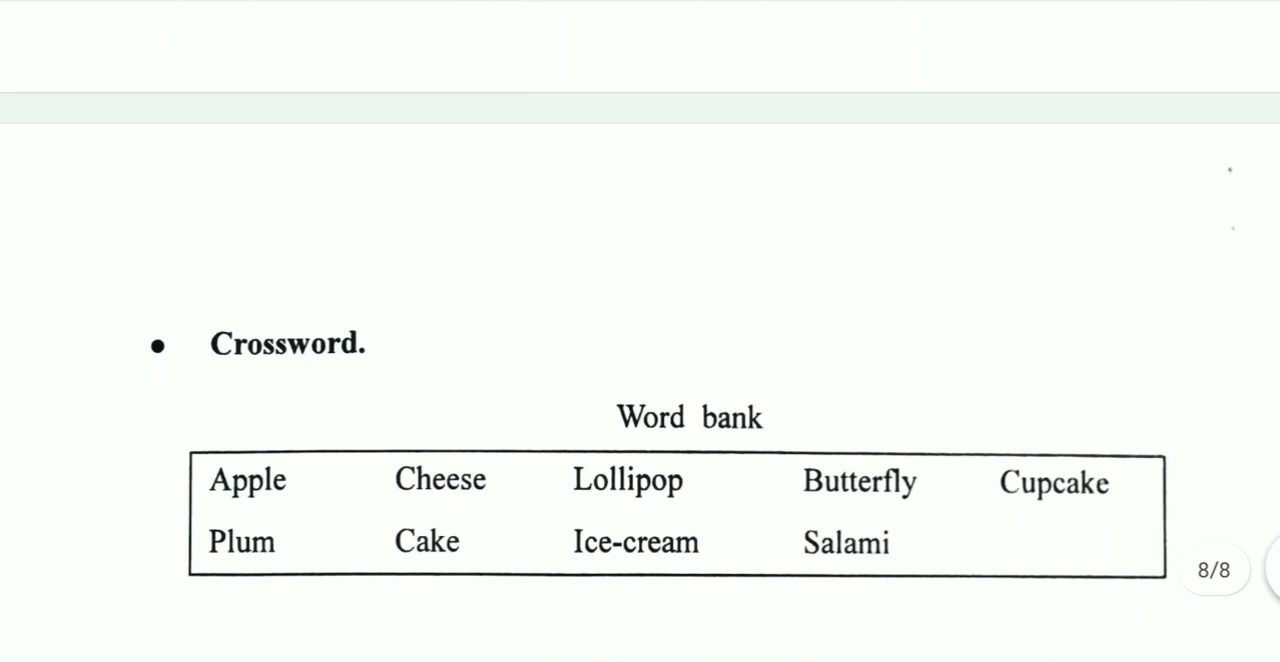 • Crossword.
Word bank
Apple Cheese Lollipop Butterfly Cupcake
Plum Cake Ice-cream Salami
8/8